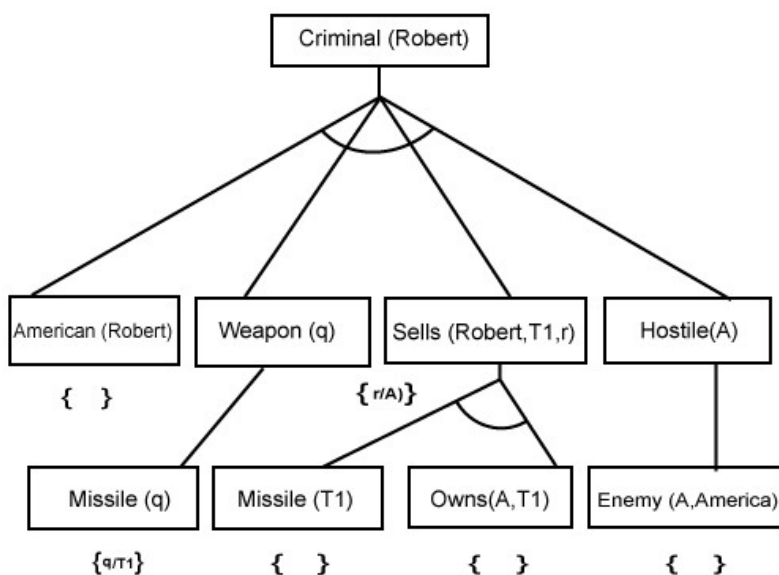 Criminal (Robert)
American (Robert)
Weapon (q)
Sells (Robert,T1,r)
Hostile(A)
{ }
{ r/A)}
Missile (q)
Missile (T1)
Owns(A,T1)
Enemy (A,America)
{q/T1}
{ }
{ }
{ }